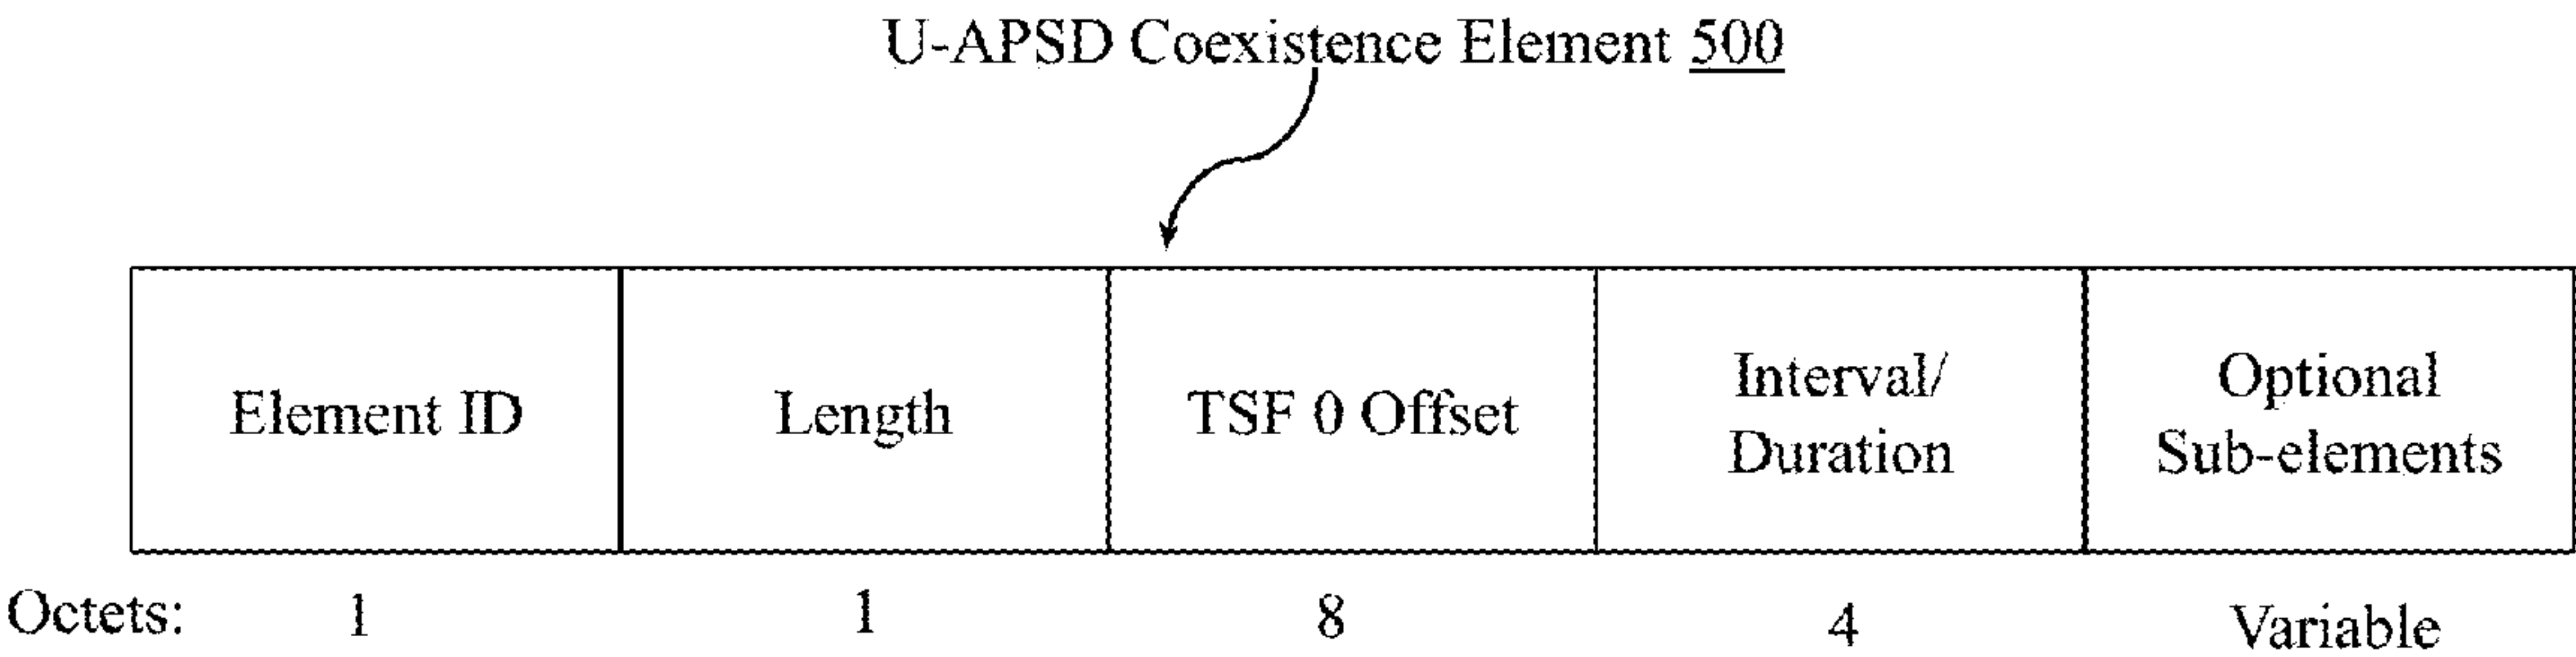 U-APSD Coexistence Element 500
Element ID
Length
TSF 0 Offset
Interval/
Duration
Optional
Sub-elements
Octets: 1 1 8 4 Variable